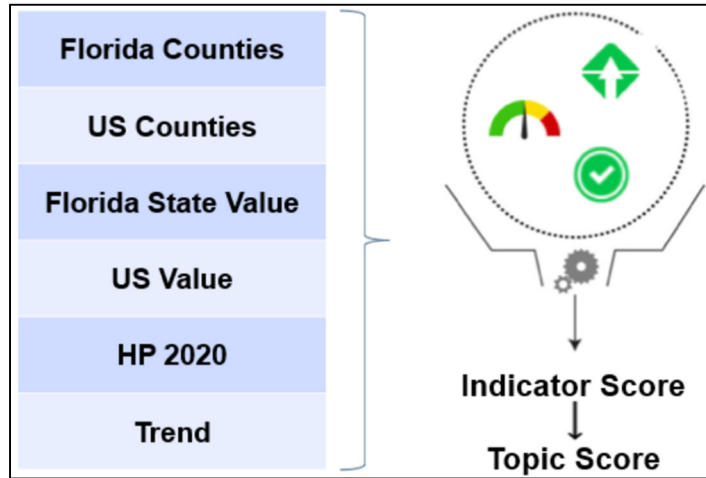 Florida Counties
US Counties
Florida State Value
US Value
HP 2020
Trend
Indicator Score
Topic Score